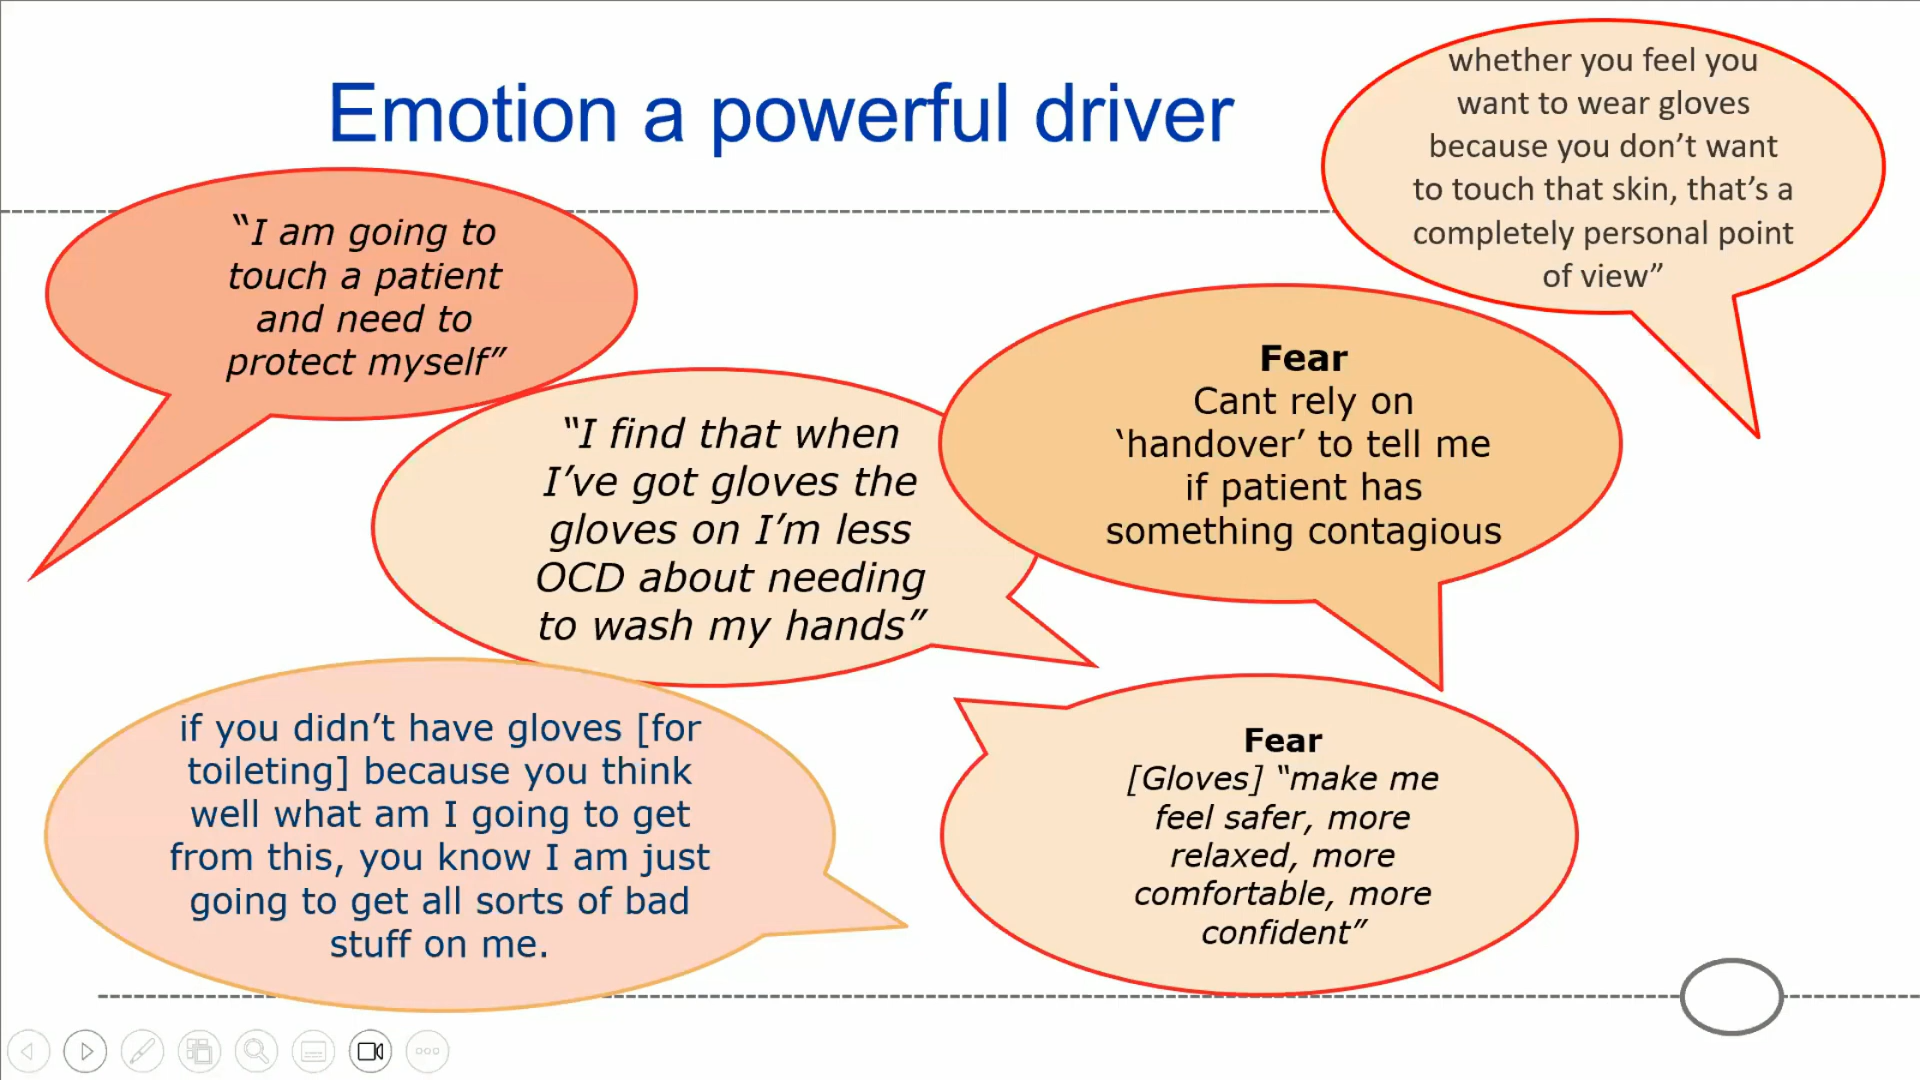 Emotion a powerful driver
whether you feel you
want to wear gloves
because you don’t want
to touch that skin, that’s a
completely personal point
of view”
“I am going to
touch a patient
and need to
protect myself”
“I find that when
I’ve got gloves the
gloves on I’m less
OCD about needing
to wash my hands”
Fear
Cant rely on
‘handover’ to tell me
if patient has
something contagious
if you didn’t have gloves [for
toileting] because you think
well what am I going to get
from this, you know I am just
going to get all sorts of bad
stuff on me.
Fear
[Gloves] “make me
feel safer, more
relaxed, more
comfortable, more
confident”